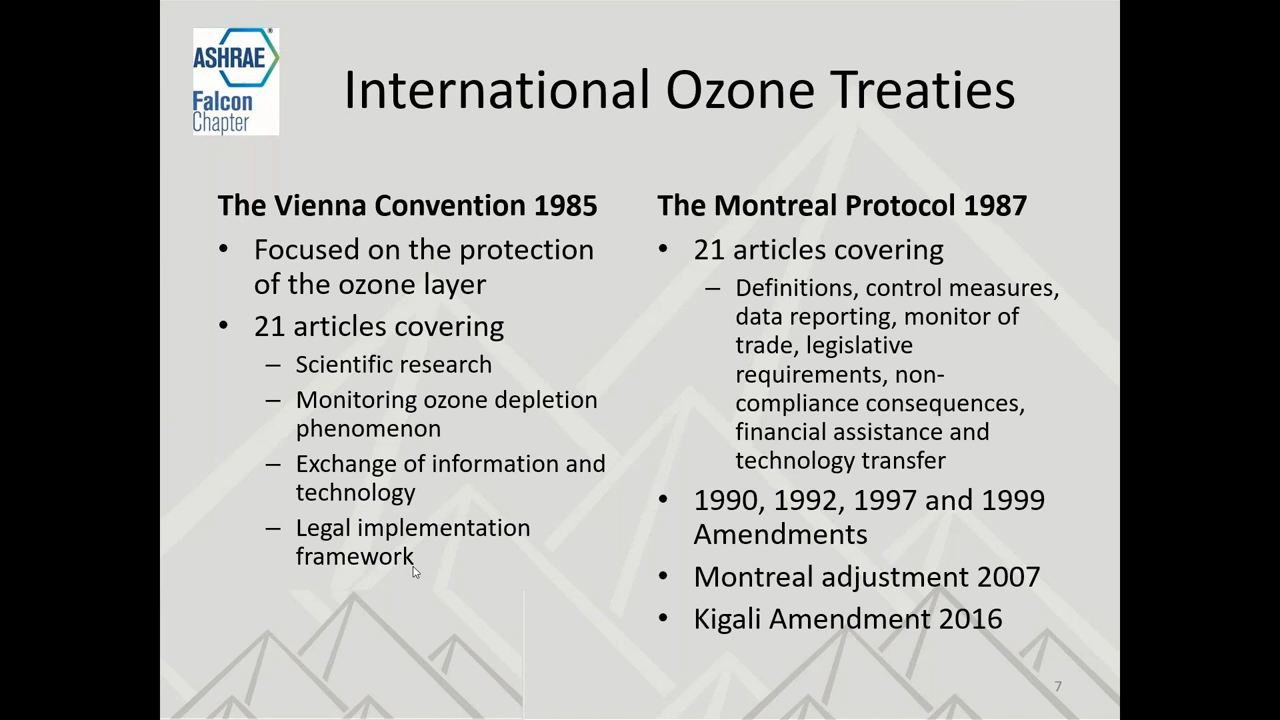 ASHRAE
Falcon
Chapter
International Ozone Treaties
The Vienna Convention 1985
• Focused on the protection
of the ozone layer
• 21 articles covering
– Scientific research
– Monitoring ozone depletion
phenomenon
– Exchange of information and
technology
– Legal implementation
framework
The Montreal Protocol 1987
• 21 articles covering
– Definitions, control measures,
data reporting, monitor of
trade, legislative
requirements, non-
compliance consequences,
financial assistance and
technology transfer
• 1990, 1992, 1997 and 1999
Amendments
• Montreal adjustment 2007
• Kigali Amendment 2016
7